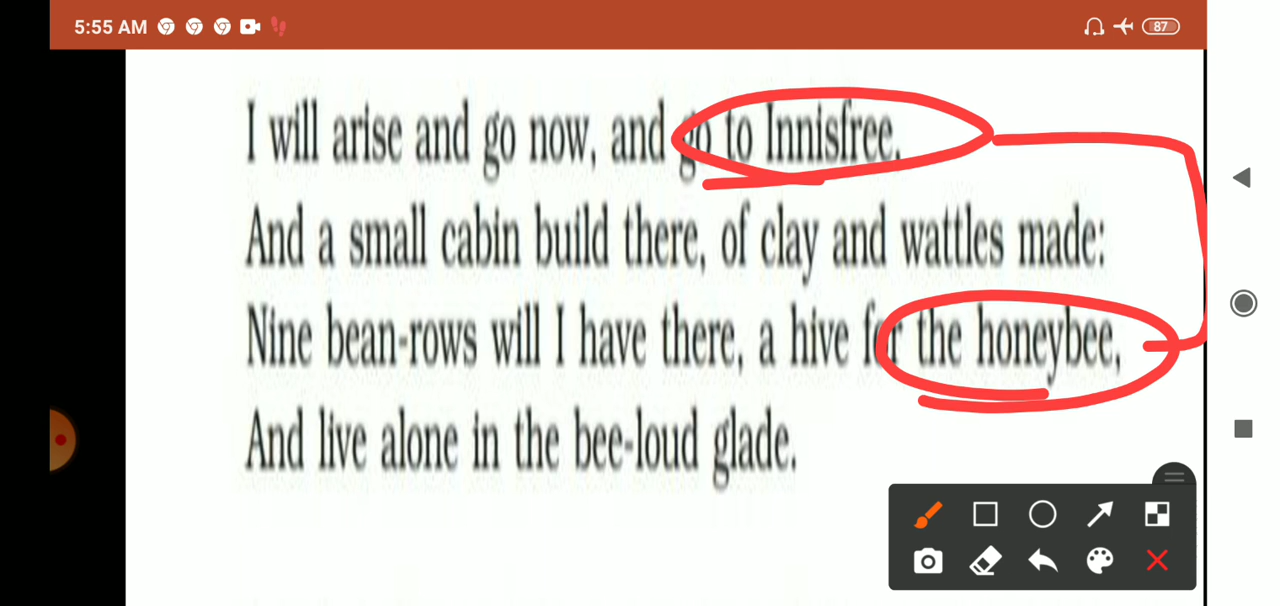 5:55 AM
87
I will arise and go now, and go to Innisfree,
And a small cabin build there, of clay and wattles made:
Nine bean-rows will I have there, a hive for the honeybee,
And live alone in the bee-loud glade.